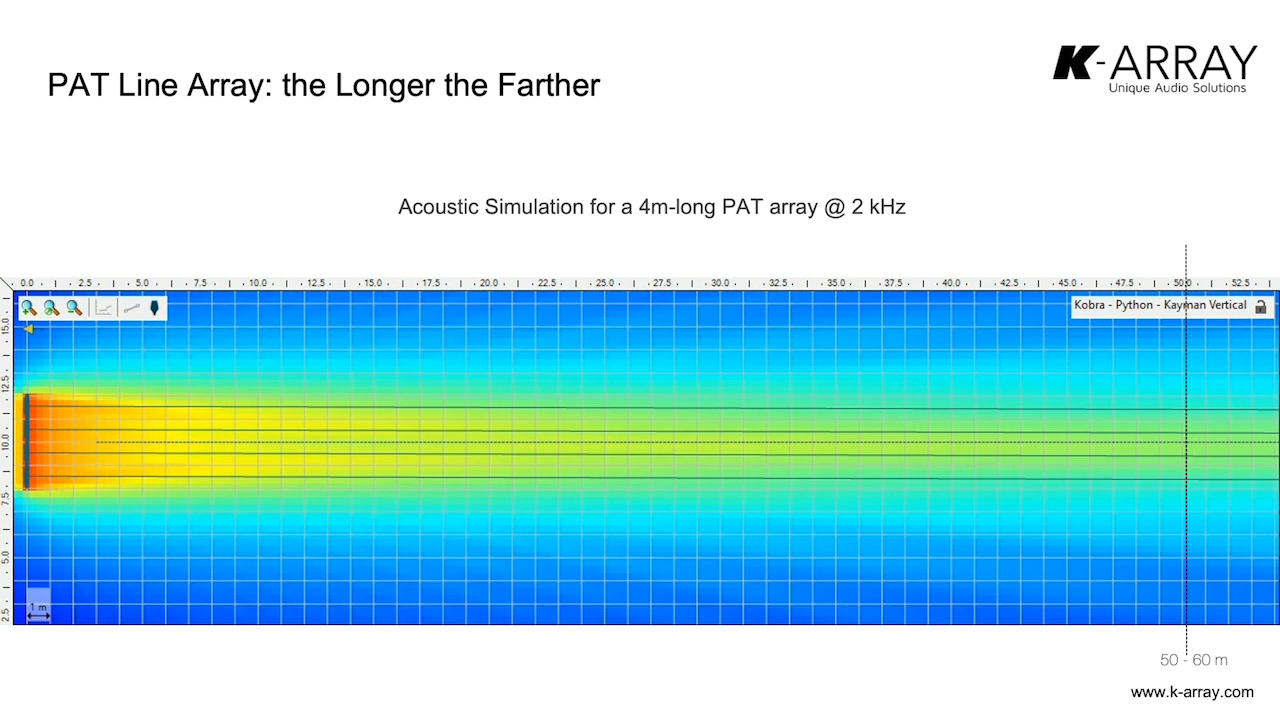 K-ARRAY
Unique Audio Solutions
PAT Line Array: the Longer the Farther
Acoustic Simulation for a 4m-long PAT array @ 2 kHz
0.0 2.5 5.0 7.5 10.0 12.5 15.0 17.5 20.0 22.5 25.0 27.5 30.0 32.5 35.0 37.5 40.0 42.5 45.0 47.5 50.0 52.5
Kobra - Python - Kayman Vertical
15.0
12.5
10.0
7.5
5.0
2.5
1 m
50 - 60 m
www.k-array.com